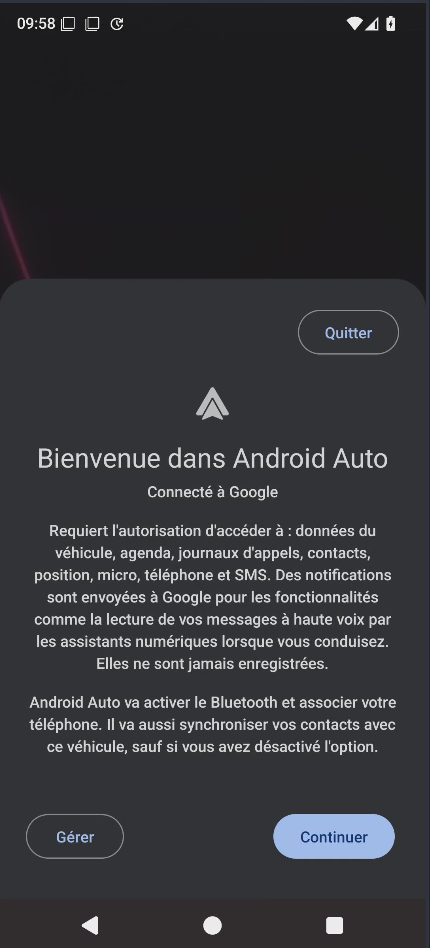 09:58
Quitter
Bienvenue dans Android Auto
Connecté à Google
Requiert l'autorisation d'accéder à : données du
véhicule, agenda, journaux d'appels, contacts,
position, micro, téléphone et SMS. Des notifications
sont envoyées à Google pour les fonctionnalités
comme la lecture de vos messages à haute voix par
les assistants numériques lorsque vous conduisez.
Elles ne sont jamais enregistrées.
Android Auto va activer le Bluetooth et associer votre
téléphone. Il va aussi synchroniser vos contacts avec
ce véhicule, sauf si vous avez désactivé l'option.
Gérer
Continuer